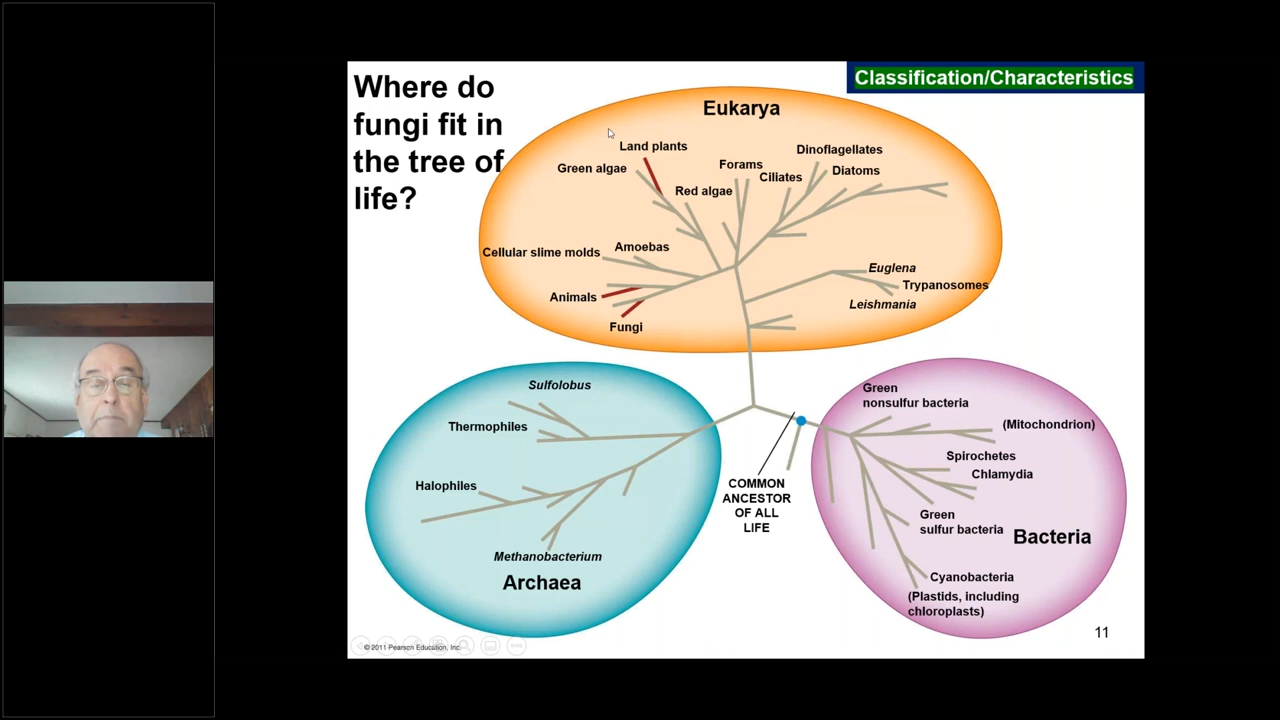 Where do
fungi fit in
the tree of
life?
Classification/Characteristics
Eukarya
Land plants
Green algae
Red algae
Forams
Ciliates
Dinoflagellates
Diatoms
Cellular slime molds
Amoebas
Animals
Fungi
Euglena
Trypanosomes
Leishmania
Sulfolobus
Thermophiles
Halophiles
Methanobacterium
Archaea
COMMON
ANCESTOR
OF ALL
LIFE
Green
nonsulfur bacteria
(Mitochondrion)
Spirochetes
Chlamydia
Green
sulfur bacteria
Bacteria
Cyanobacteria
(Plastids, including
chloroplasts)
11
© 2011 Pearson Education, Inc.